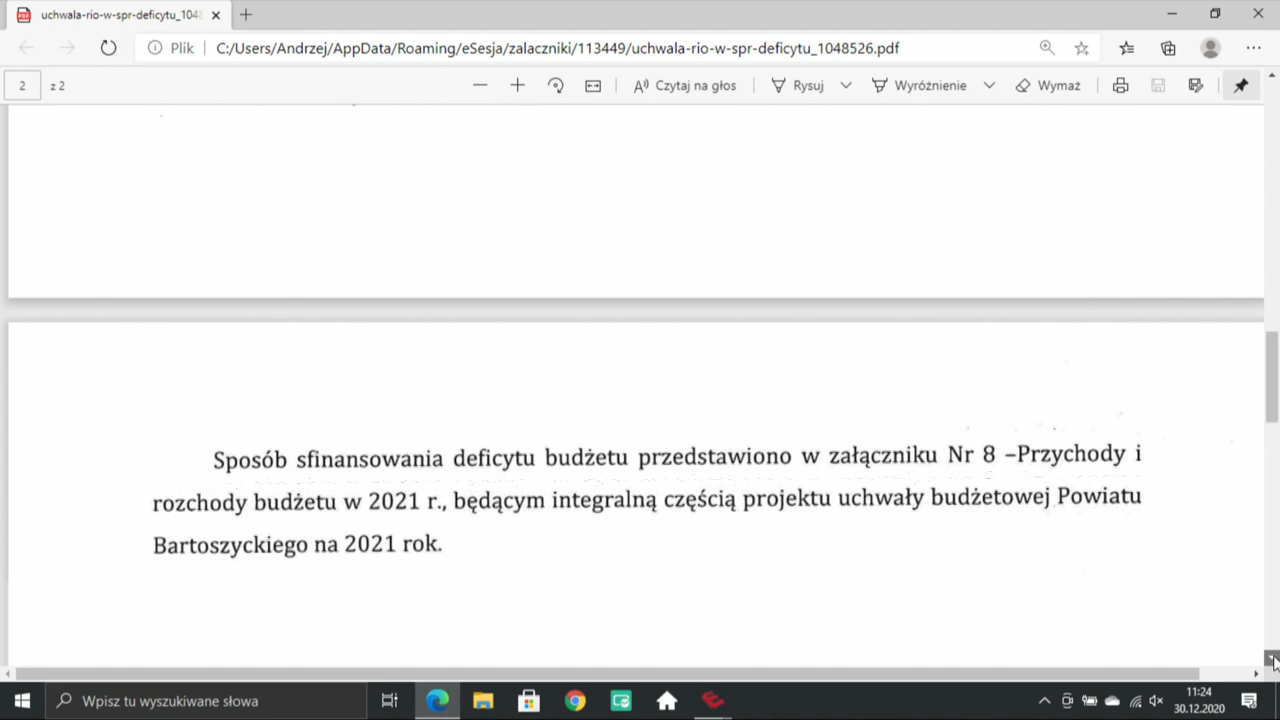 uchwala-rio-w-spr-deficytu_1048
Plik
C:/Users/Andrzej/AppData/Roaming/eSesja/zalaczniki/113449/uchwala-rio-w-spr-deficytu_1048526.pdf
2 z 2 Czytaj na głos Rysuj Wyróżnienie Wymaż
Sposób sfinansowania deficytu budżetu przedstawiono w załączniku Nr 8 –Przychody i
rozchody budżetu w 2021 r., będącym integralną częścią projektu uchwały budżetowej Powiatu
Bartoszyckiego na 2021 rok.
Wpisz tu wyszukiwane słowa
11:24
30.12.2020